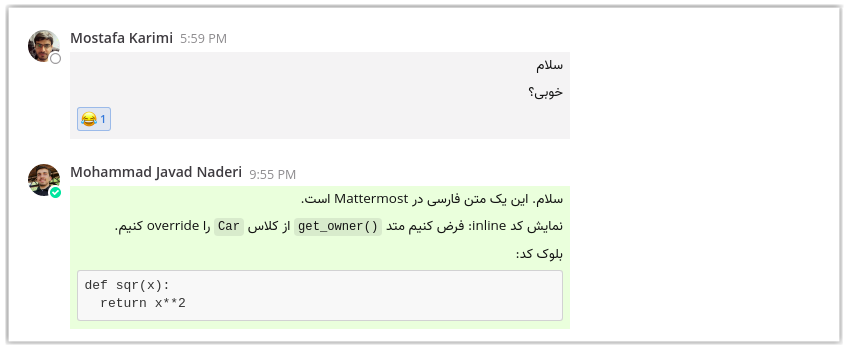 Mostafa Karimi 5:59 PM
سلام
خوبی؟
😂 1
Mohammad Javad Naderi 9:55 PM
سلام. این یک متن فارسی در Mattermost است.
نمایش کد inline: فرض کنیم متد get_owner() از کلاس Car را override کنیم.
بلوک کد:
def sqr(x):
  return x**2